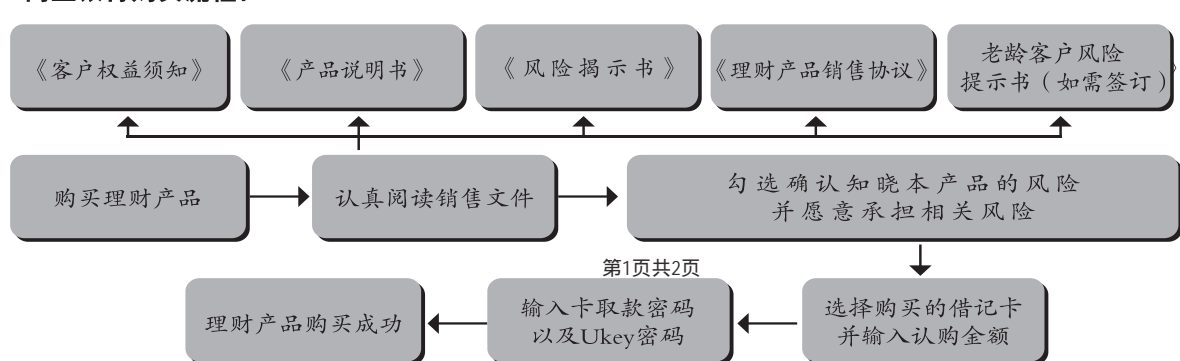 《客户权益须知》
《产品说明书》
《风险揭示书》
《理财产品销售协议》
老龄客户风险
提示书（如需签订）
购买理财产品
认真阅读销售文件
勾选确认知晓本产品的风险
并愿意承担相关风险
第1页共2页
理财产品购买成功
输入卡取款密码
以及Ukey密码
选择购买的借记卡
并输入认购金额